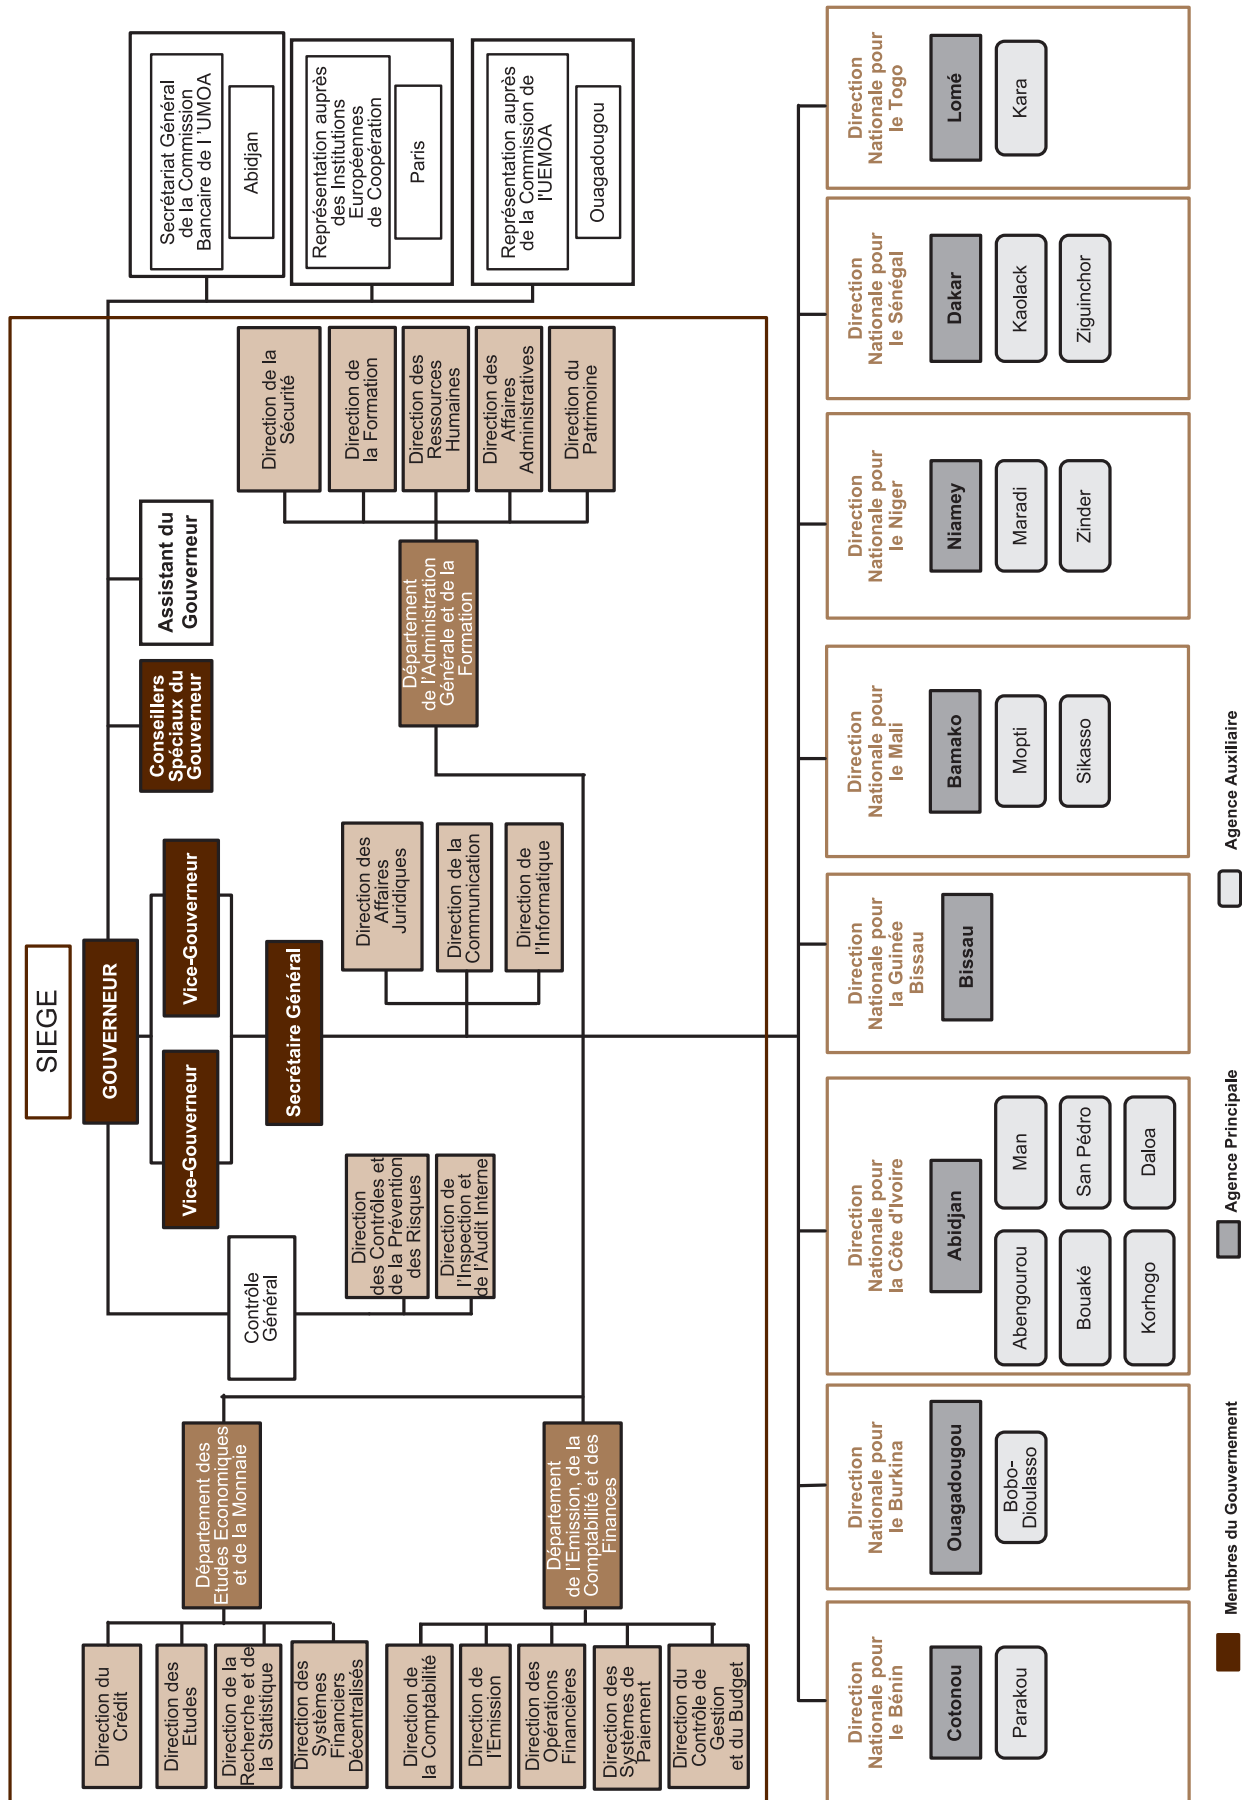 SIEGE
GOUVERNEUR
Vice-Gouverneur
Vice-Gouverneur
Secrétaire Général
Conseillers
Spéciaux du
Gouverneur
Assistant du
Gouverneur
Secrétariat Général
de la Commission
Bancaire de l 'UMOA
Abidjan
Représentation auprès
des Institutions
Européennes
de Coopération
Paris
Représentation auprès
de la Commission de
l'UEMOA
Ouagadougou
Contrôle
Général
Direction
des Contrôles et
de la Prévention
des Risques
Direction de
l'Inspection et
de l'Audit Interne
Direction des
Affaires
Juridiques
Direction de la
Communication
Direction de
l'Informatique
Département des
Etudes Economiques
et de la Monnaie
Direction du
Crédit
Direction des
Etudes
Direction de la
Recherche et de
la Statistique
Direction des
Systèmes
Financiers
Décentralisés
Département
de l'Emission, de la
Comptabilité et des
Finances
Direction de
la Comptabilité
Direction de
l'Emission
Direction des
Opérations
Financières
Direction des
Systèmes de
Paiement
Direction du
Contrôle de
Gestion
et du Budget
Département
de l'Administration
Générale et de la
Formation
Direction de la
Sécurité
Direction de
la Formation
Direction des
Ressources
Humaines
Direction des
Affaires
Administratives
Direction du
Patrimoine
Direction
Nationale pour
le Bénin
Cotonou
Parakou
Direction
Nationale pour
le Burkina
Ouagadougou
Bobo-
Dioulasso
Direction
Nationale pour
la Côte d'Ivoire
Abidjan
Abengourou
Man
Bouaké
San Pédro
Korhogo
Daloa
Direction
Nationale pour
la Guinée
Bissau
Bissau
Direction
Nationale pour
le Mali
Bamako
Mopti
Sikasso
Direction
Nationale pour
le Niger
Niamey
Maradi
Zinder
Direction
Nationale pour
le Sénégal
Dakar
Kaolack
Ziguinchor
Direction
Nationale pour
le Togo
Lomé
Kara
Membres du Gouvernement
Agence Principale
Agence Auxiliaire